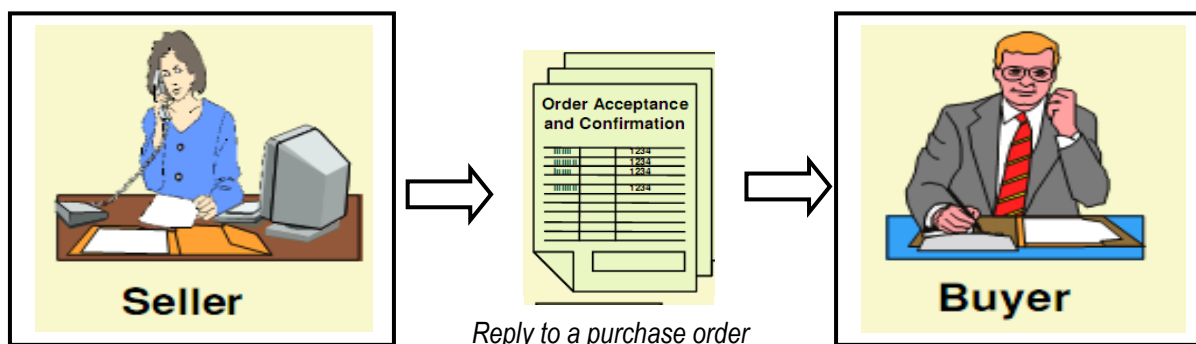 Order Acceptance
and Confirmation
1234
1234
1234
1234
Seller
Buyer
Reply to a purchase order